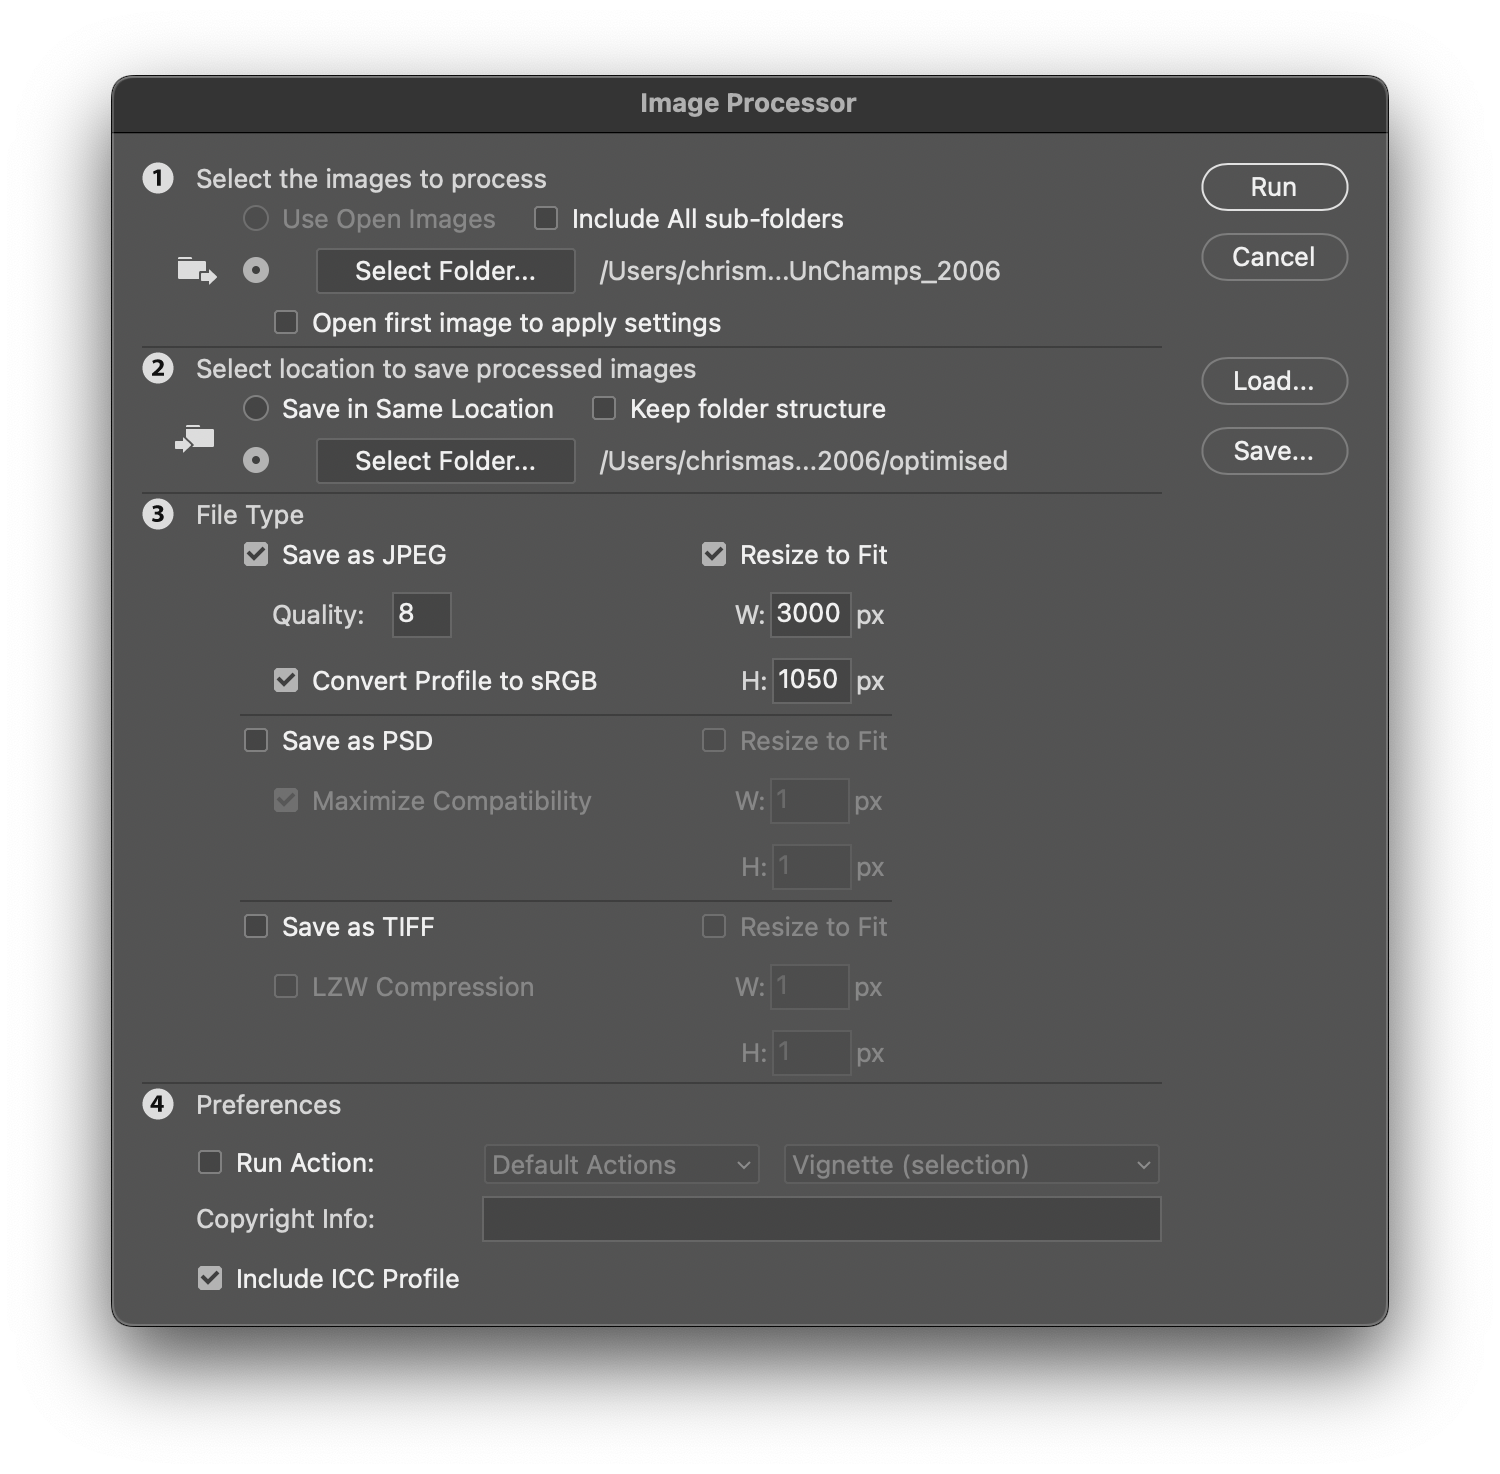 Image Processor
1 Select the images to process
Use Open Images Include All sub-folders
Select Folder... /Users/chrism...UnChamps_2006
Open first image to apply settings
Run
Cancel
2 Select location to save processed images
Save in Same Location Keep folder structure
Select Folder... /Users/chrismas...2006/optimised
Load...
Save...
3 File Type
Save as JPEG Resize to Fit
Quality: 8 W: 3000 px
Convert Profile to sRGB H: 1050 px
Save as PSD Resize to Fit
Maximize Compatibility W: 1 px
H: 1 px
Save as TIFF Resize to Fit
LZW Compression W: 1 px
H: 1 px
4 Preferences
Run Action: Default Actions Vignette (selection)
Copyright Info:
Include ICC Profile